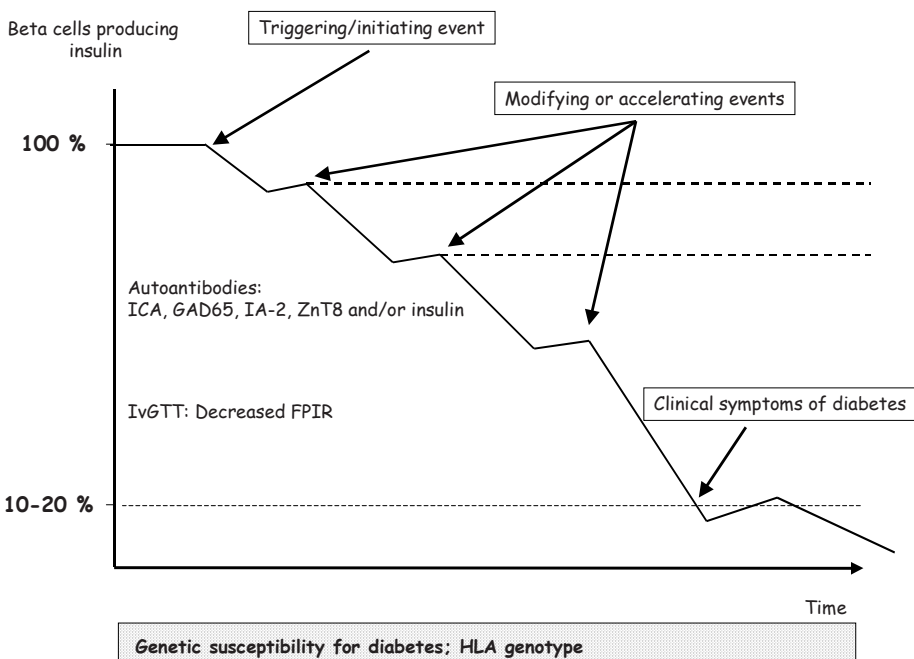 Beta cells producing
insulin
Triggering/initiating event
Modifying or accelerating events
100 %
Autoantibodies:
ICA, GAD65, IA-2, ZnT8 and/or insulin
IvGTT: Decreased FPIR
Clinical symptoms of diabetes
10-20 %
Time
Genetic susceptibility for diabetes; HLA genotype